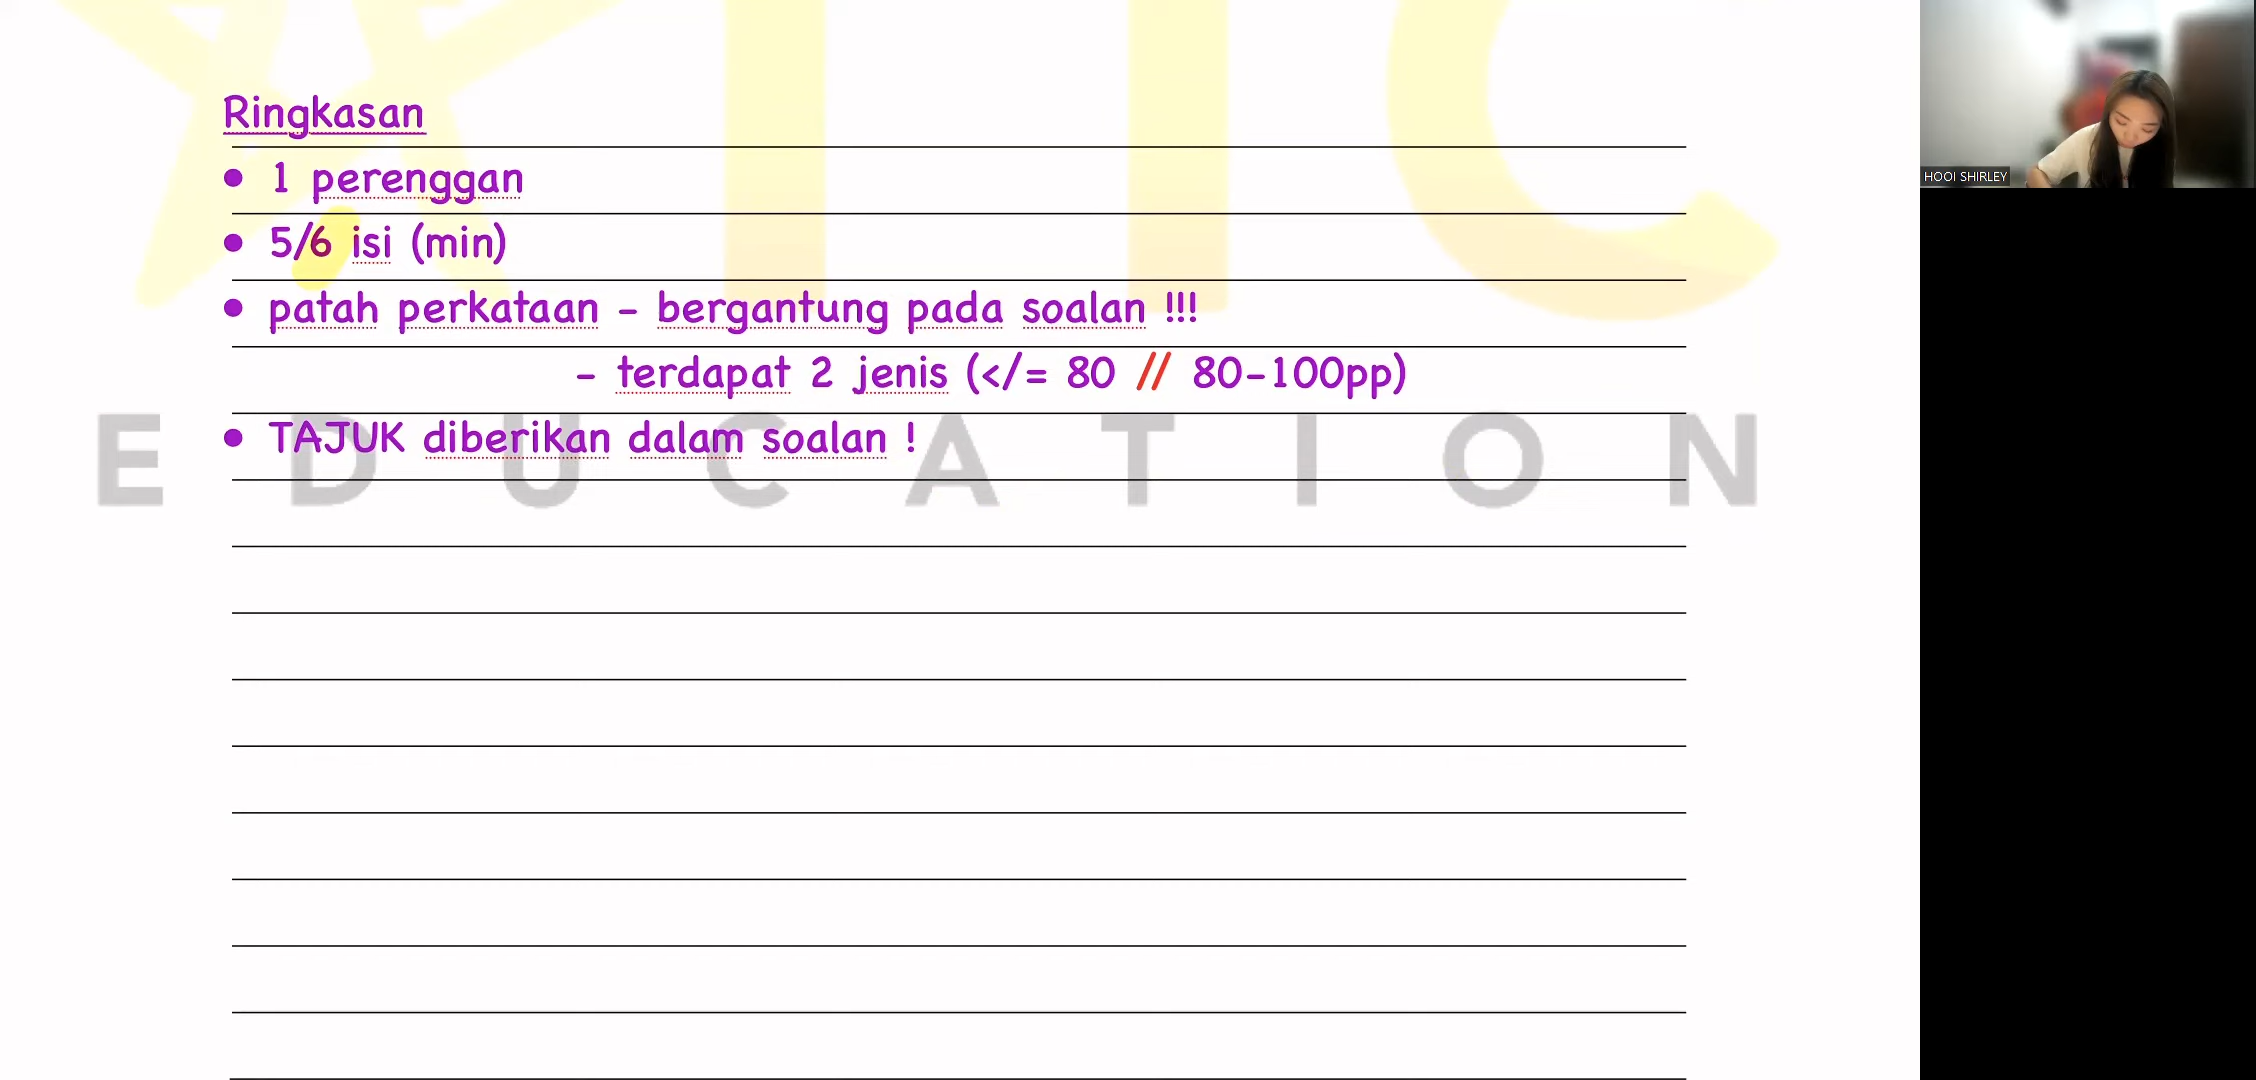 Ringkasan
• 1 perenggan
• 5/6 isi (min)
• patah perkataan - bergantung pada soalan !!!
- terdapat 2 jenis (</= 80 // 80-100pp)
• TAJUK diberikan dalam soalan !
EDUCATION
HOOI SHIRLEY